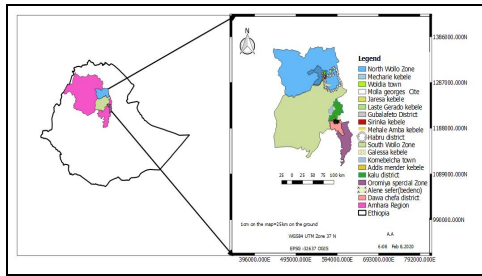 N
1386000.000N
1287000.000N
1188000.000N
1089000.000N
990000.000N
Legend
North Wollo Zone
Mecharie kebele
Woldia town
Molla georges Cite
Jaresa kebele
Laste Gerado kebele
Gubalafeto District
Sirinka kebele
Mehale Amba kebele
Habru district
South Wollo Zone
Galessa kebele
Kombelcha town
Addis mender kebele
kalu district
Oromiya spercial Zone
Alene sefer(bedeno)
Dawa chefa district
Amhara Region
Ethiopia
25 0 25 50 75 100 km
1cm on the map=25km on the ground
WGS84 UTM Zone 37 N
A.A
EPSG :32637 OGIS
6:08 Feb 8,2020
396000.000E 495000.000E 594000.000E 693000.000E 792000.000E